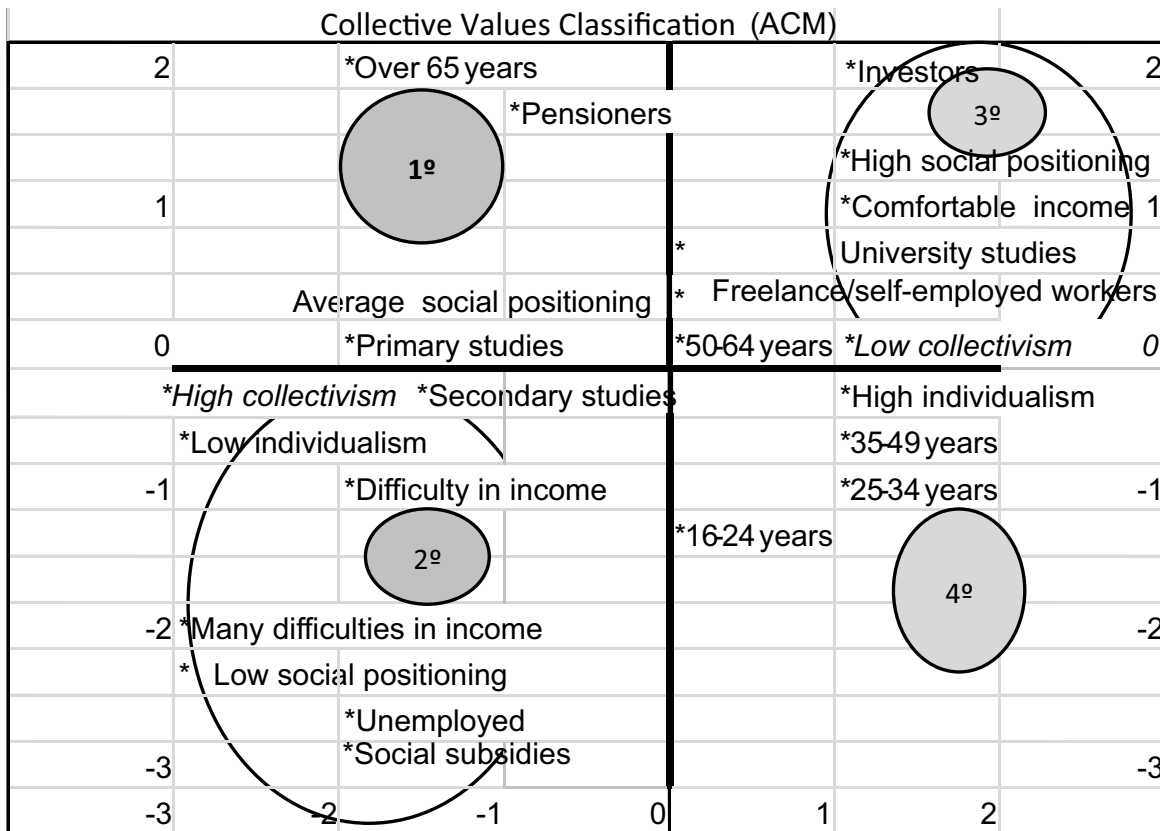 Collective Values Classification (ACM)
2 *Over 65 years *Investors 2
*Pensioners 3º
1º *High social positioning
1 *Comfortable income 1
* University studies
Average social positioning * Freelance/self-employed workers
0 *Primary studies *50-64 years *Low collectivism 0
*High collectivism *Secondary studies *High individualism
*Low individualism *35-49 years
-1 *Difficulty in income *25-34 years -1
*16-24 years
2º
4º
-2 *Many difficulties in income -2
* Low social positioning
*Unemployed
*Social subsidies
-3 -3
-3 -2 -1 0 1 2